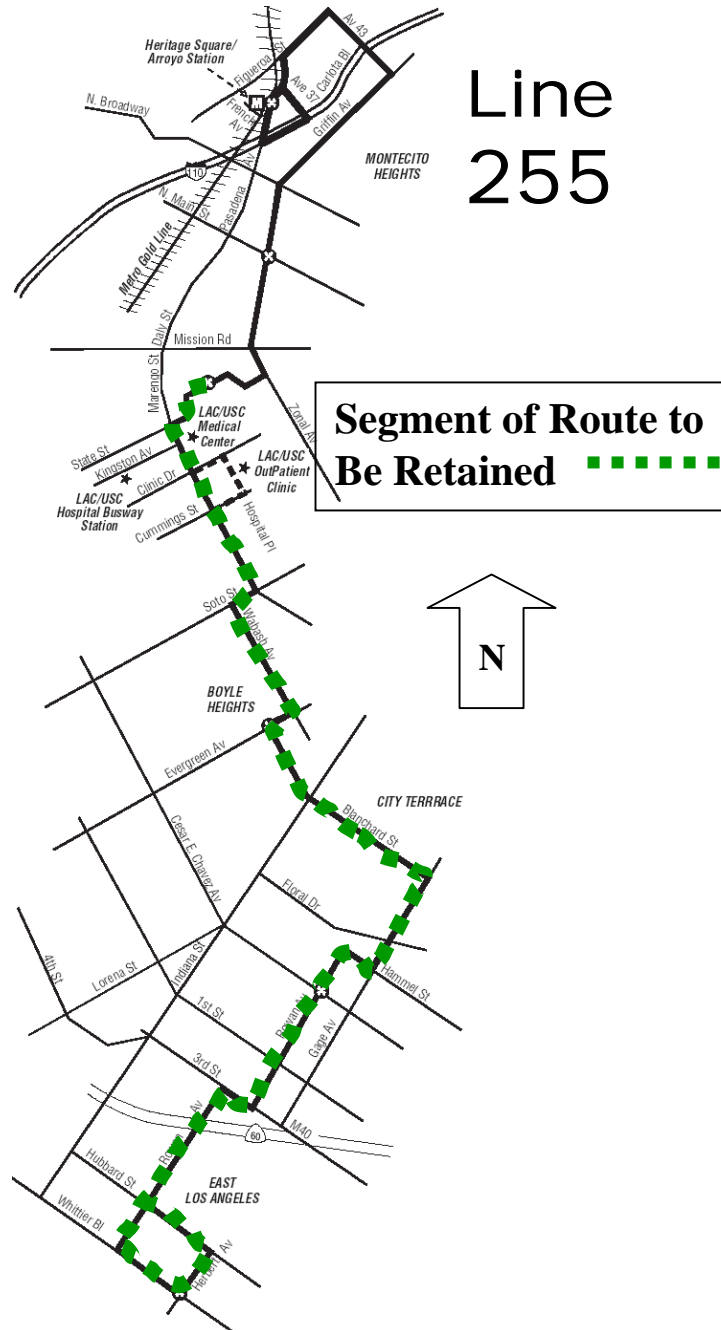 Line
255
Heritage Square/
Arroyo Station
Av 43
Figueroa St
Carlota Bl
Ave 37
M
French
Av
Griffin Av
N. Broadway
MONTECITO
HEIGHTS
110
N. Main St
Pasadena
Av
Metro Gold Line
Daly St
Mission Rd
Marengo St
Zonal Av
LAC/USC
Medical
Center
Segment of Route to
Be Retained
State St
Kingston Av
Clinic Dr
LAC/USC
OutPatient
Clinic
LAC/USC
Hospital Busway
Station
Cummings St
Hospital Pl
Soto St
Wabash Av
N
BOYLE
HEIGHTS
Evergreen Av
CITY TERRRACE
Blanchard St
Cesar E. Chavez Av
Floral Dr
4th St
Lorena St
Indiana St
Hammel St
1st St
Rowan Av
Gage Av
3rd St
M40
60
Av
Hubbard St
EAST
LOS ANGELES
Whittier Bl
Herbert Av